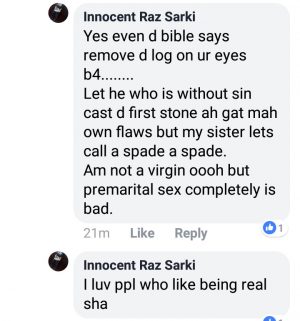 Innocent Raz Sarki
Yes even d bible says
remove d log on ur eyes
b4........
Let he who is without sin
cast d first stone ah gat mah
own flaws but my sister lets
call a spade a spade.
Am not a virgin oooh but
premarital sex completely is
bad.
21m Like Reply 1
Innocent Raz Sarki
I luv ppl who like being real
sha